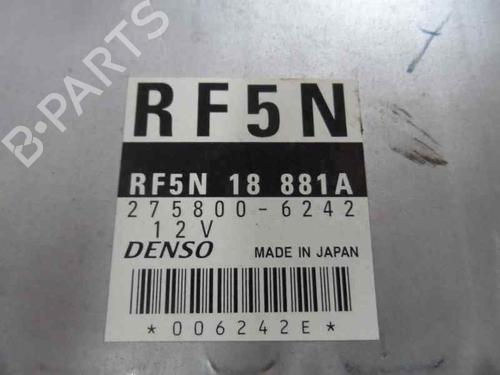 B-PARTS
RF5N
RF5N 18 881A
275800-6242
12V
DENSO MADE IN JAPAN
*006242E*